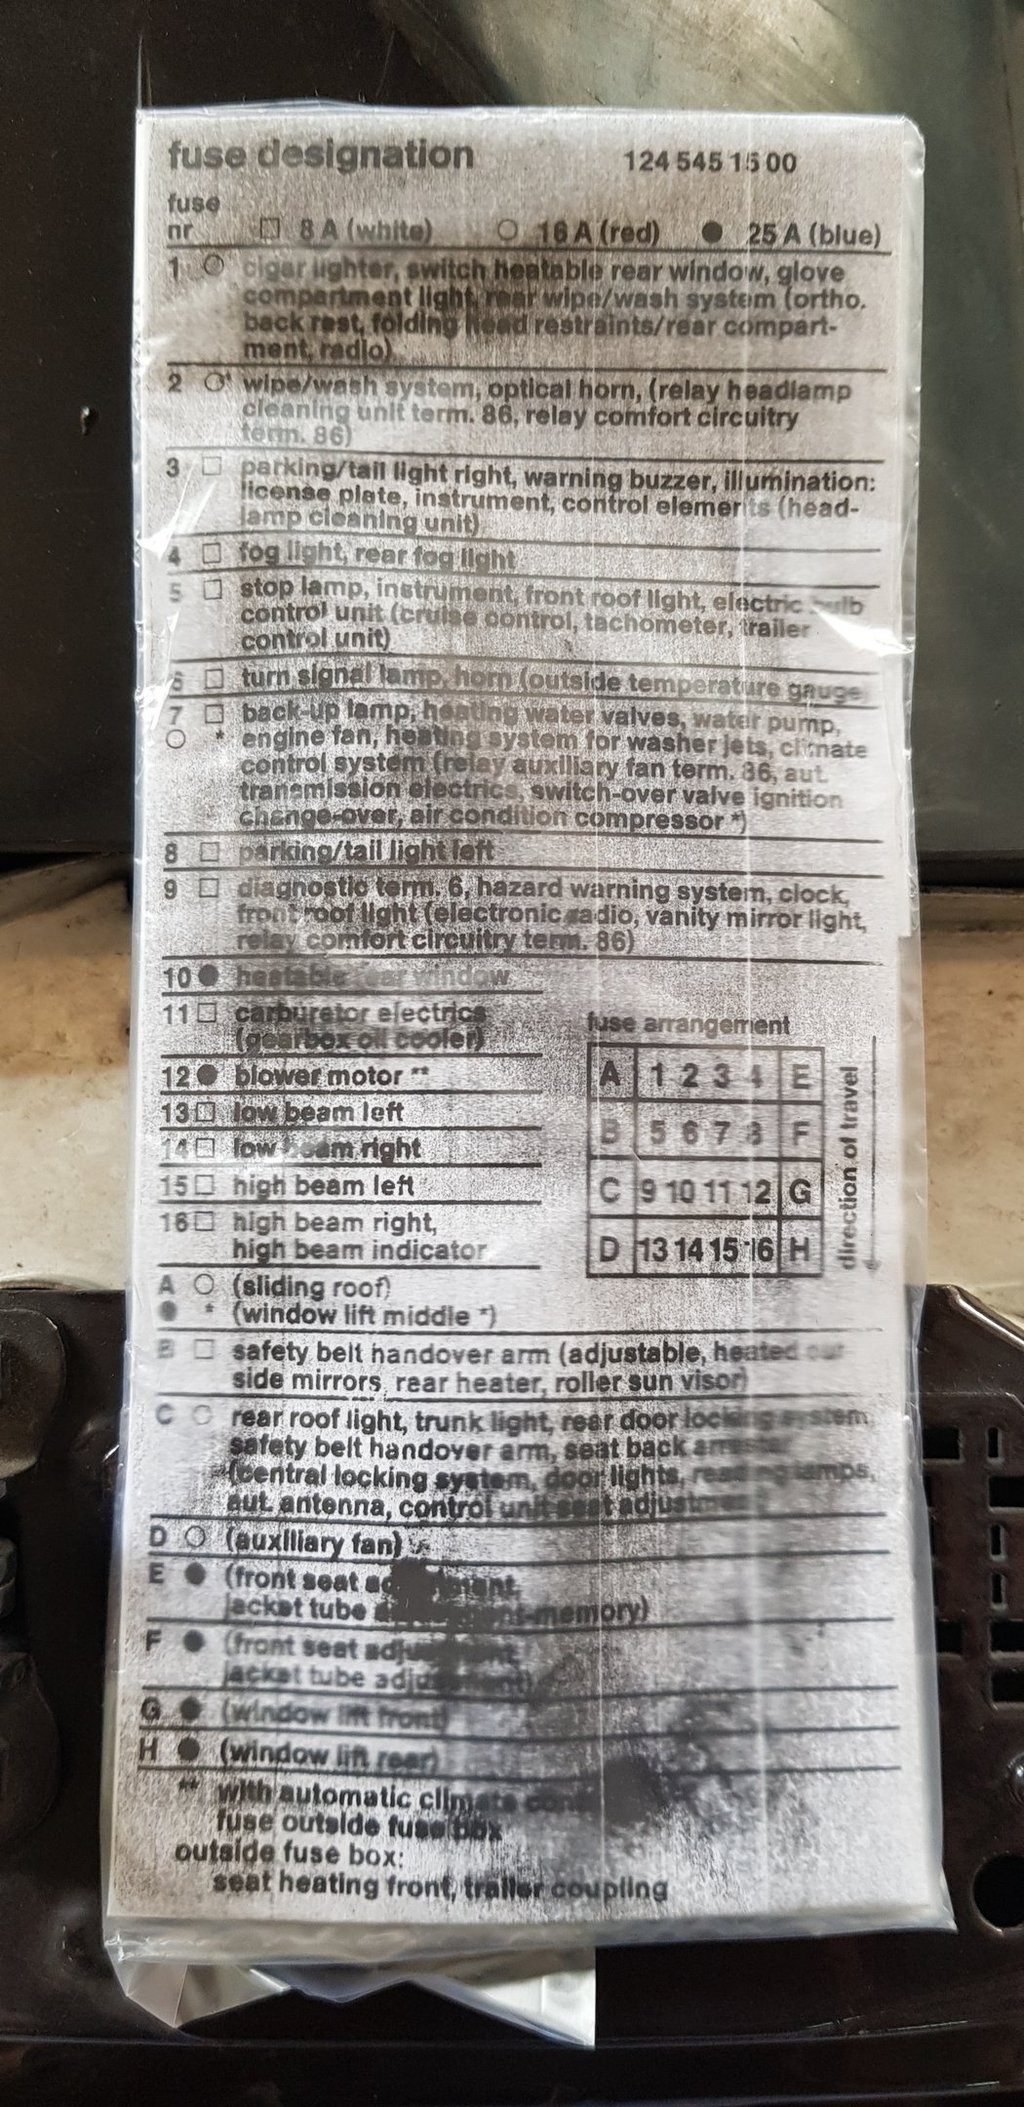 fuse designation 124 545 15 00
fuse
nr □ 8 A (white) ○ 16 A (red) ● 25 A (blue)
1 ○ cigar lighter, switch heatable rear window, glove
compartment light, rear wipe/wash system (ortho.
back rest, folding head restraints/rear compart-
ment, radio)
2 ○* wipe/wash system, optical horn, (relay headlamp
cleaning unit term. 86, relay comfort circuitry
term. 86)
3 □ parking/tail light right, warning buzzer, illumination:
license plate, instrument, control elements (head-
lamp cleaning unit)
4 □ fog light, rear fog light
5 □ stop lamp, instrument, front roof light, electric bulb
control unit (cruise control, tachometer, trailer
control unit)
6 □ turn signal lamp, horn (outside temperature gauge
7 □ back-up lamp, heating water valves, water pump,
○ * engine fan, heating system for washer jets, climate
control system (relay auxiliary fan term. 86, aut.
transmission electrics, switch-over valve ignition
change-over, air condition compressor *)
8 □ parking/tail light left
9 □ diagnostic term. 6, hazard warning system, clock,
front roof light (electronic radio, vanity mirror light,
relay comfort circuitry term. 86)
10 ● heatable rear window
11 □ carburetor electrics
(gearbox oil cooler)
12 ● blower motor **
13 □ low beam left
14 □ low beam right
15 □ high beam left
16 □ high beam right,
high beam indicator
fuse arrangement
A 1 2 3 4 E
B 5 6 7 8 F
C 9 10 11 12 G
D 13 14 15 16 H
direction of travel
A ○ (sliding roof)
● * (window lift middle *)
B □ safety belt handover arm (adjustable, heated out
side mirrors, rear heater, roller sun visor)
C ○ rear roof light, trunk light, rear door locking system,
safety belt handover arm, seat back
(central locking system, door lights, reading lamps,
aut. antenna, control unit seat adjustment
D ○ (auxiliary fan)
E ● (front seat
jacket tube -memory)
F ● (front seat adjustment,
jacket tube adjustment)
G ● (window lift front)
H ● (window lift rear)
** with automatic climate
fuse outside fuse box
outside fuse box:
seat heating front, trailer coupling